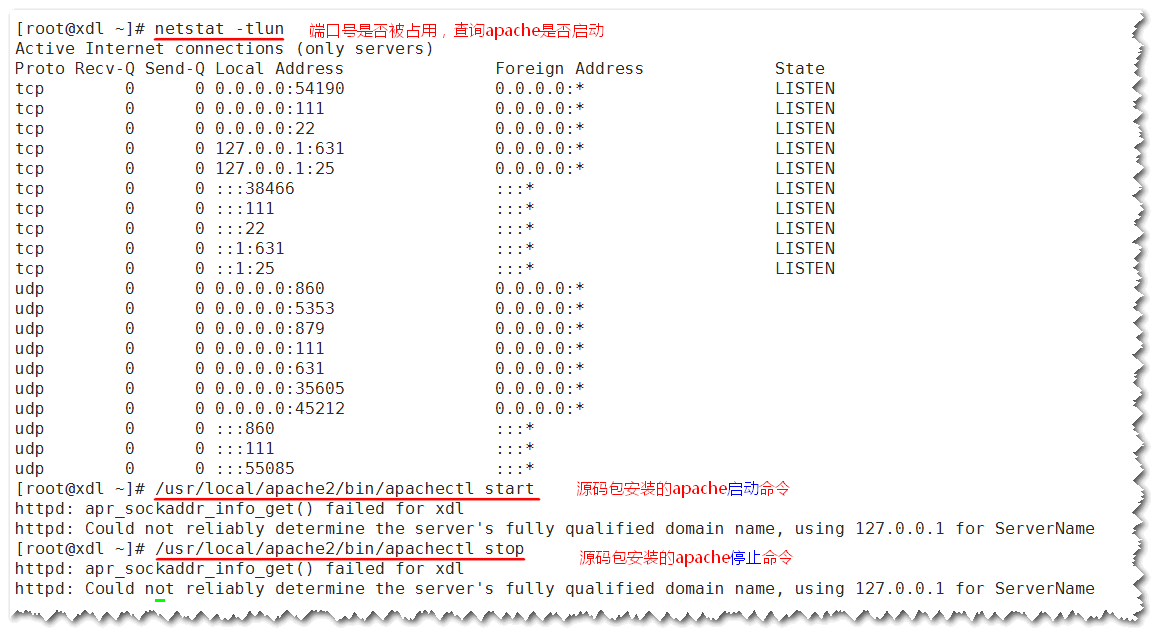 [root@xdl ~]# netstat -tlun 端口号是否被占用，查询apache是否启动
Active Internet connections (only servers)
Proto Recv-Q Send-Q Local Address Foreign Address State
tcp 0 0 0.0.0.0:54190 0.0.0.0:* LISTEN
tcp 0 0 0.0.0.0:111 0.0.0.0:* LISTEN
tcp 0 0 0.0.0.0:22 0.0.0.0:* LISTEN
tcp 0 0 127.0.0.1:631 0.0.0.0:* LISTEN
tcp 0 0 127.0.0.1:25 0.0.0.0:* LISTEN
tcp 0 0 :::38466 :::* LISTEN
tcp 0 0 :::111 :::* LISTEN
tcp 0 0 :::22 :::* LISTEN
tcp 0 0 ::1:631 :::* LISTEN
tcp 0 0 ::1:25 :::* LISTEN
udp 0 0 0.0.0.0:860 0.0.0.0:*
udp 0 0 0.0.0.0:5353 0.0.0.0:*
udp 0 0 0.0.0.0:879 0.0.0.0:*
udp 0 0 0.0.0.0:111 0.0.0.0:*
udp 0 0 0.0.0.0:631 0.0.0.0:*
udp 0 0 0.0.0.0:35605 0.0.0.0:*
udp 0 0 0.0.0.0:45212 0.0.0.0:*
udp 0 0 :::860 :::*
udp 0 0 :::111 :::*
udp 0 0 :::55085 :::*
[root@xdl ~]# /usr/local/apache2/bin/apachectl start 源码包安装的apache启动命令
httpd: apr_sockaddr_info_get() failed for xdl
httpd: Could not reliably determine the server's fully qualified domain name, using 127.0.0.1 for ServerName
[root@xdl ~]# /usr/local/apache2/bin/apachectl stop 源码包安装的apache停止命令
httpd: apr_sockaddr_info_get() failed for xdl
httpd: Could not reliably determine the server's fully qualified domain name, using 127.0.0.1 for ServerName